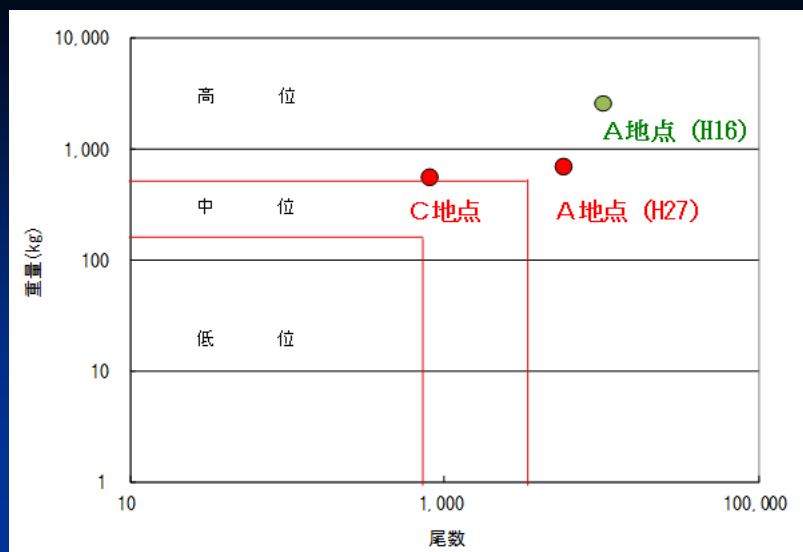 10,000
高 位
A地点 (H16)
1,000
中 位
C地点 A地点 (H27)
重量(kg)
100
低 位
10
1
10 1,000 100,000
尾数